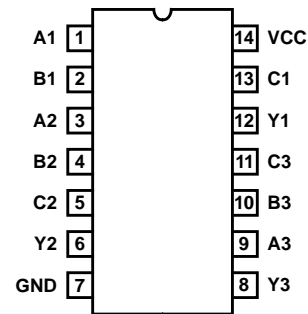 A1 1 14 VCC
B1 2 13 C1
A2 3 12 Y1
B2 4 11 C3
C2 5 10 B3
Y2 6 9 A3
GND 7 8 Y3